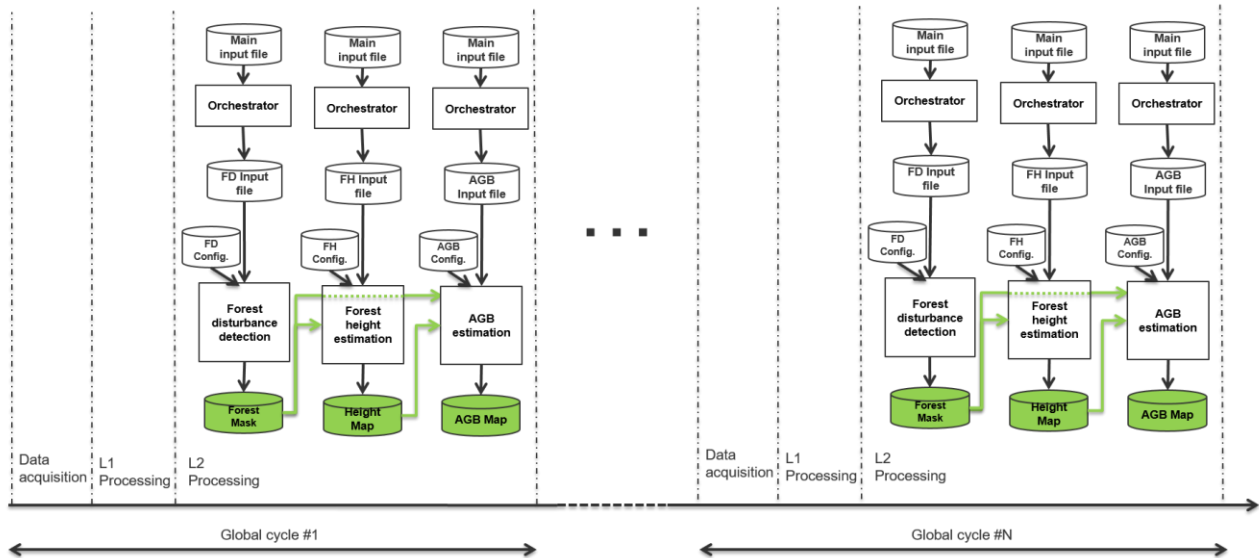 Main
input file
Main
input file
Main
input file
Orchestrator
Orchestrator
Orchestrator
FD Input
file
FH Input
file
AGB
Input file
FD
Config.
FH
Config.
AGB
Config.
Forest
disturbance
detection
Forest
height
estimation
AGB
estimation
Forest
Mask
Height
Map
AGB Map
Data
acquisition
L1
Processing
L2
Processing
Global cycle #1
Main
input file
Main
input file
Main
input file
Orchestrator
Orchestrator
Orchestrator
FD Input
file
FH Input
file
AGB
Input file
FD
Config.
FH
Config.
AGB
Config.
Forest
disturbance
detection
Forest
height
estimation
AGB
estimation
Forest
Mask
Height
Map
AGB Map
Data
acquisition
L1
Processing
L2
Processing
Global cycle #N